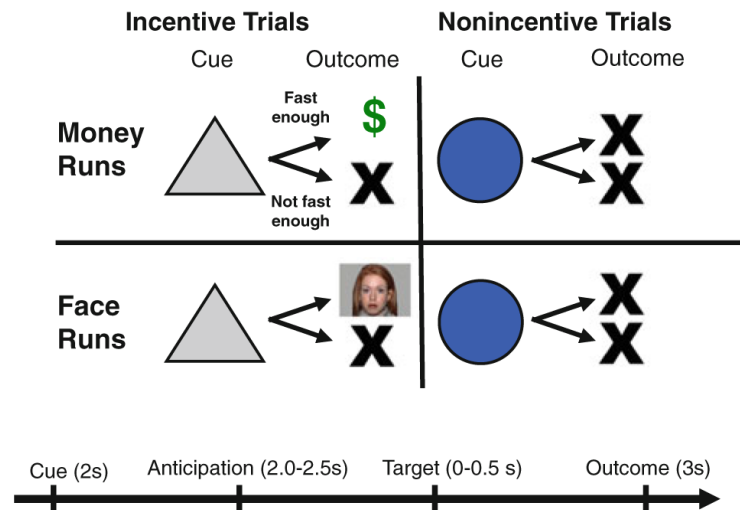 Incentive Trials
Nonincentive Trials
Cue
Outcome
Cue
Outcome
Money
Runs
Fast
enough
$
X
Not fast
enough
X
X
Face
Runs
X
X
X
Cue (2s)
Anticipation (2.0-2.5s)
Target (0-0.5 s)
Outcome (3s)